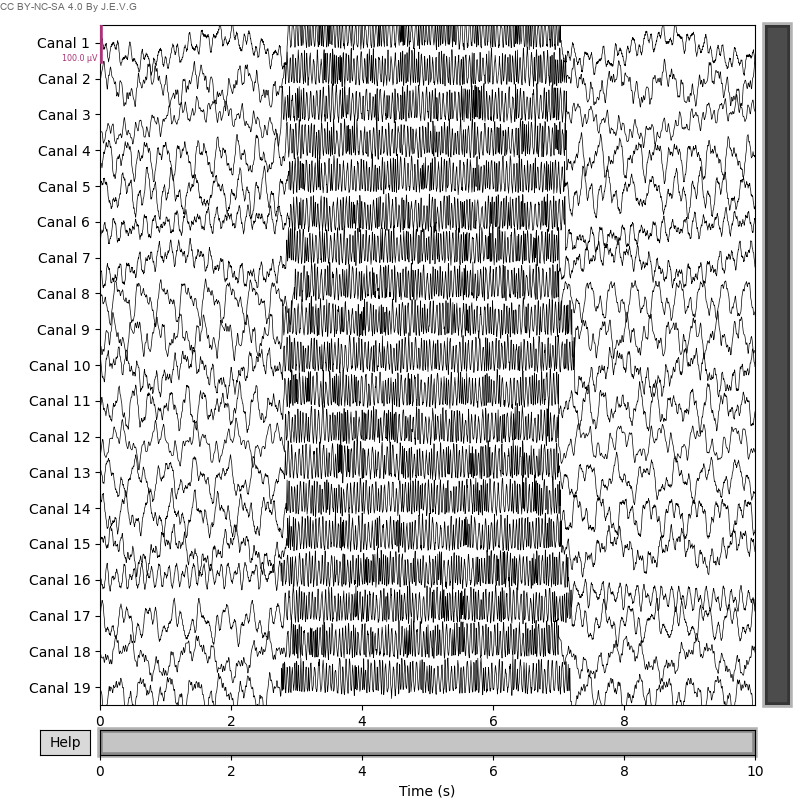 CC BY-NC-SA 4.0 By J.E.V.G
Canal 1
100.0 µV
Canal 2
Canal 3
Canal 4
Canal 5
Canal 6
Canal 7
Canal 8
Canal 9
Canal 10
Canal 11
Canal 12
Canal 13
Canal 14
Canal 15
Canal 16
Canal 17
Canal 18
Canal 19
0 2 4 6 8
Help
0 2 4 6 8 10
Time (s)